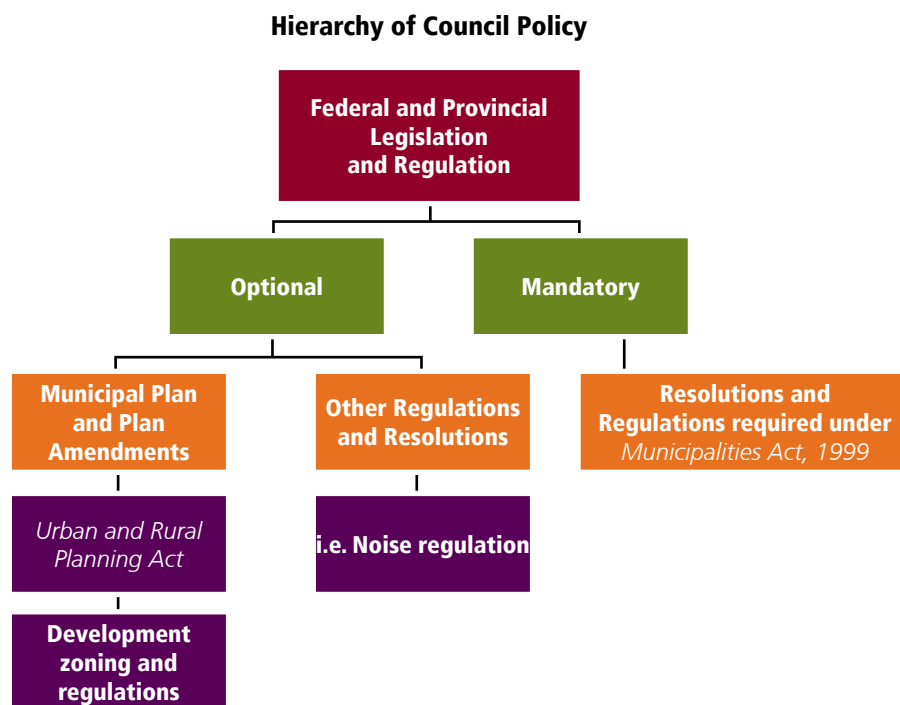 Hierarchy of Council Policy
Federal and Provincial
Legislation
and Regulation
Optional
Mandatory
Municipal Plan
and Plan
Amendments
Other Regulations
and Resolutions
Resolutions and
Regulations required under
Municipalities Act, 1999
Urban and Rural
Planning Act
i.e. Noise regulation
Development
zoning and
regulations